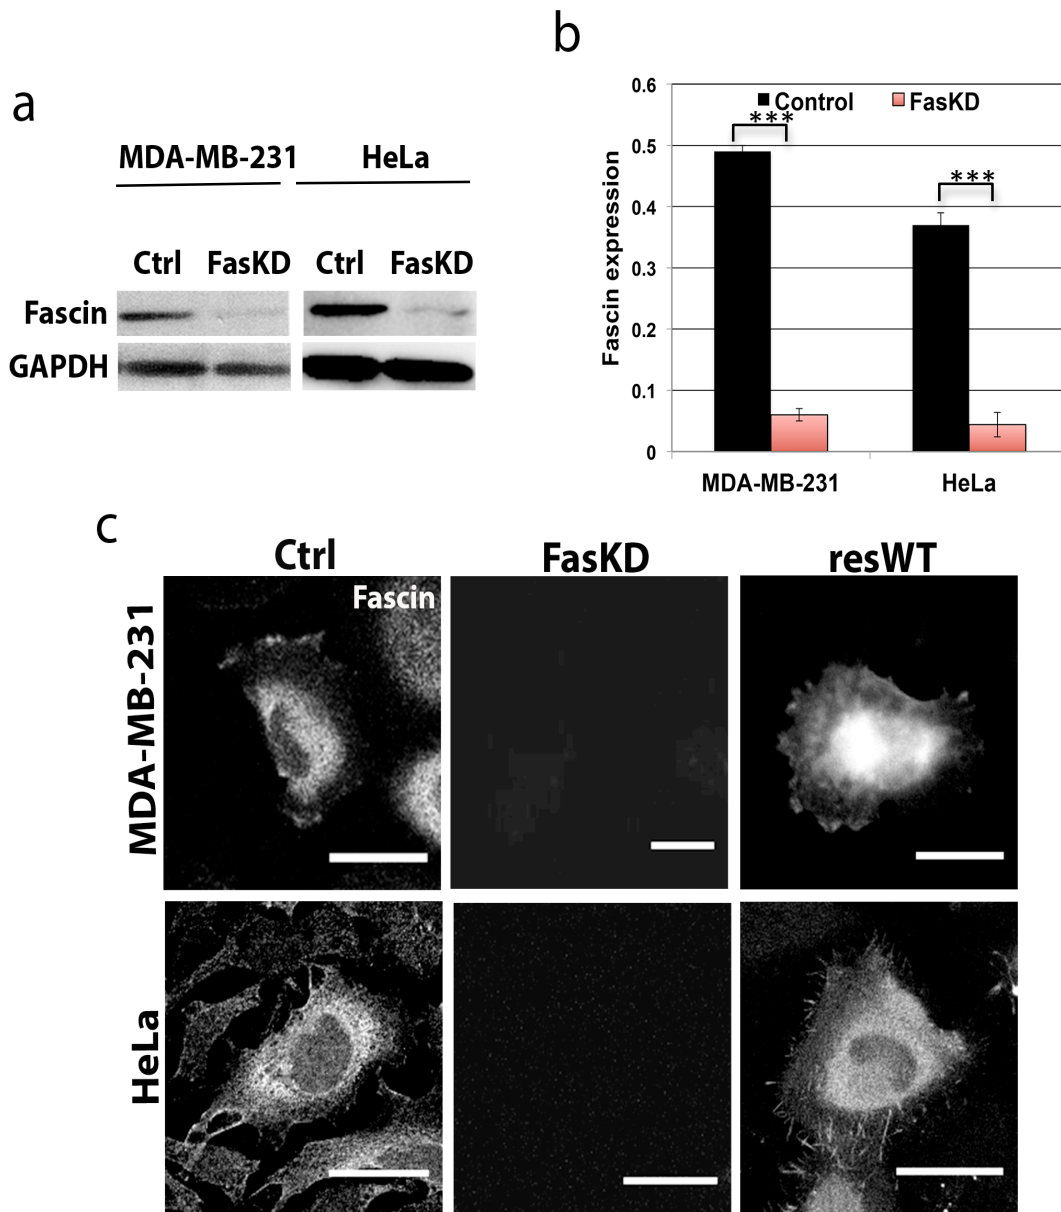 a
MDA-MB-231 HeLa
Ctrl FasKD Ctrl FasKD
Fascin
GAPDH
b
0.6
0.5
0.4
0.3
0.2
0.1
0
Fascin expression
Control FasKD
***
***
MDA-MB-231 HeLa
c
Ctrl FasKD resWT
MDA-MB-231
Fascin
HeLa